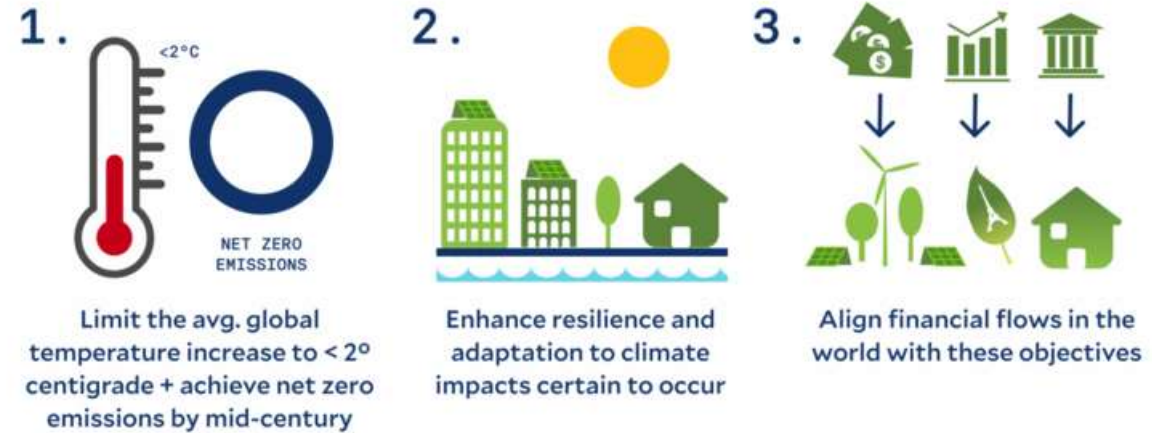 1.
<2°C
NET ZERO
EMISSIONS
Limit the avg. global
temperature increase to < 2º
centigrade + achieve net zero
emissions by mid-century
2.
Enhance resilience and
adaptation to climate
impacts certain to occur
3.
$
Align financial flows in the
world with these objectives